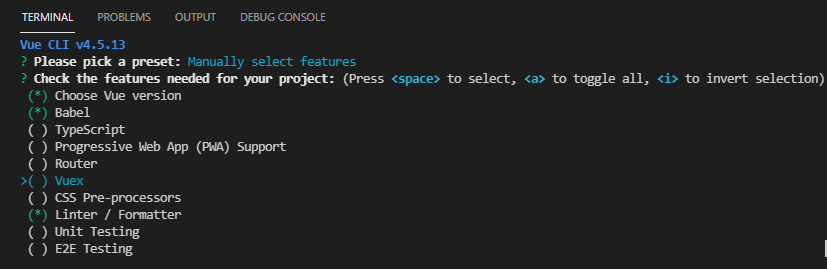 TERMINAL PROBLEMS OUTPUT DEBUG CONSOLE
Vue CLI v4.5.13
? Please pick a preset: Manually select features
? Check the features needed for your project: (Press <space> to select, <a> to toggle all, <i> to invert selection)
(*) Choose Vue version
(*) Babel
( ) TypeScript
( ) Progressive Web App (PWA) Support
( ) Router
>( ) Vuex
( ) CSS Pre-processors
(*) Linter / Formatter
( ) Unit Testing
( ) E2E Testing